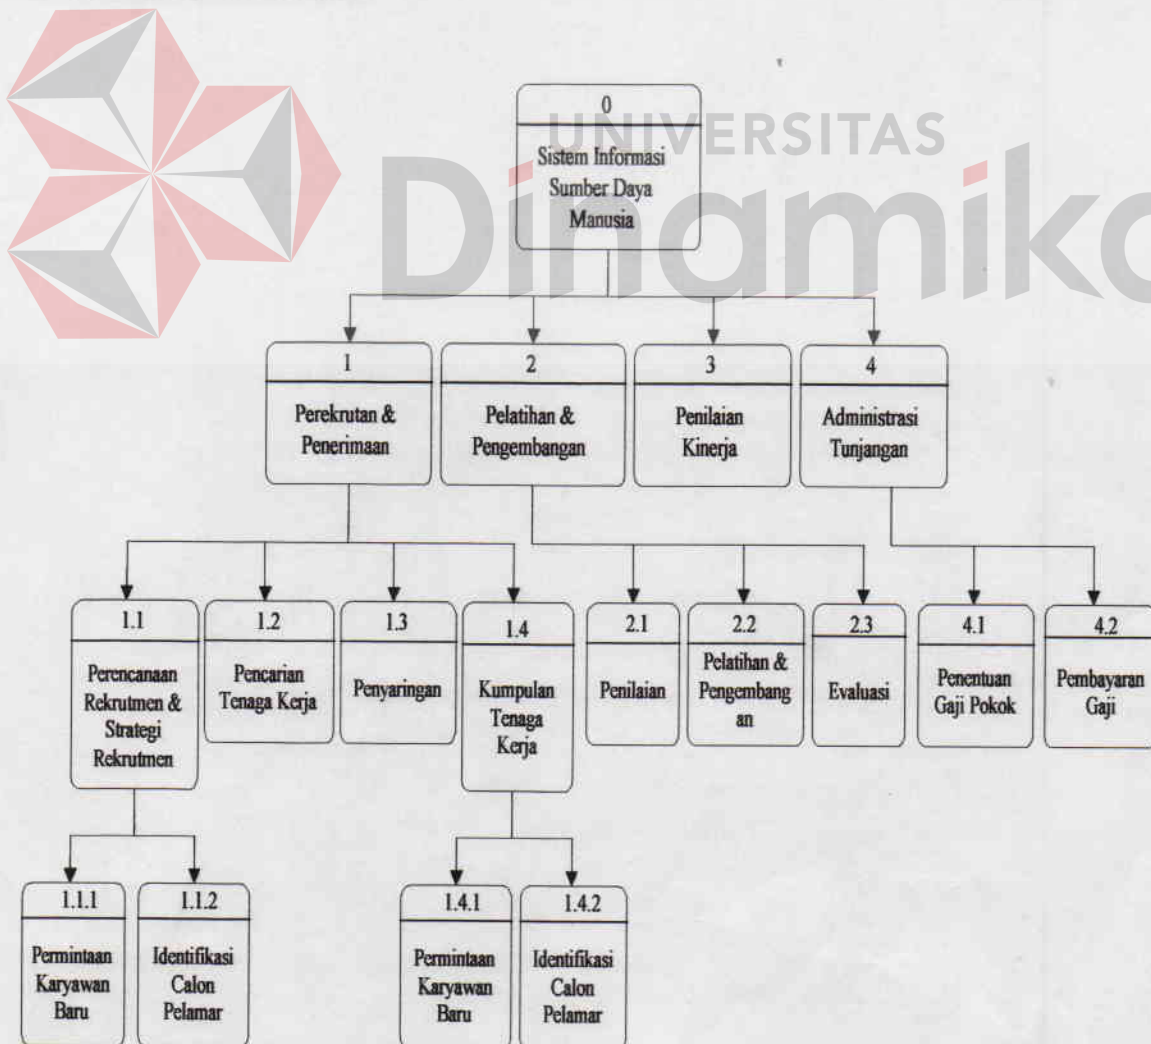 UNIVERSITAS
Dinamika
0
Sistem Informasi
Sumber Daya
Manusia
1
Perekrutan &
Penerimaan
2
Pelatihan &
Pengembangan
3
Penilaian
Kinerja
4
Administrasi
Tunjangan
1.1
Perencanaan
Rekrutmen &
Strategi
Rekrutmen
1.2
Pencarian
Tenaga Kerja
1.3
Penyaringan
1.4
Kumpulan
Tenaga
Kerja
2.1
Penilaian
2.2
Pelatihan &
Pengembang
an
2.3
Evaluasi
4.1
Penentuan
Gaji Pokok
4.2
Pembayaran
Gaji
1.1.1
Permintaan
Karyawan
Baru
1.1.2
Identifikasi
Calon
Pelamar
1.4.1
Permintaan
Karyawan
Baru
1.4.2
Identifikasi
Calon
Pelamar